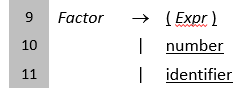 9 Factor → ( Expr )
10 | number
11 | identifier